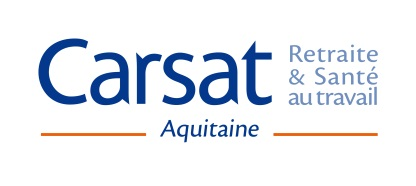 Carsat
Retraite
& Santé
au travail
Aquitaine